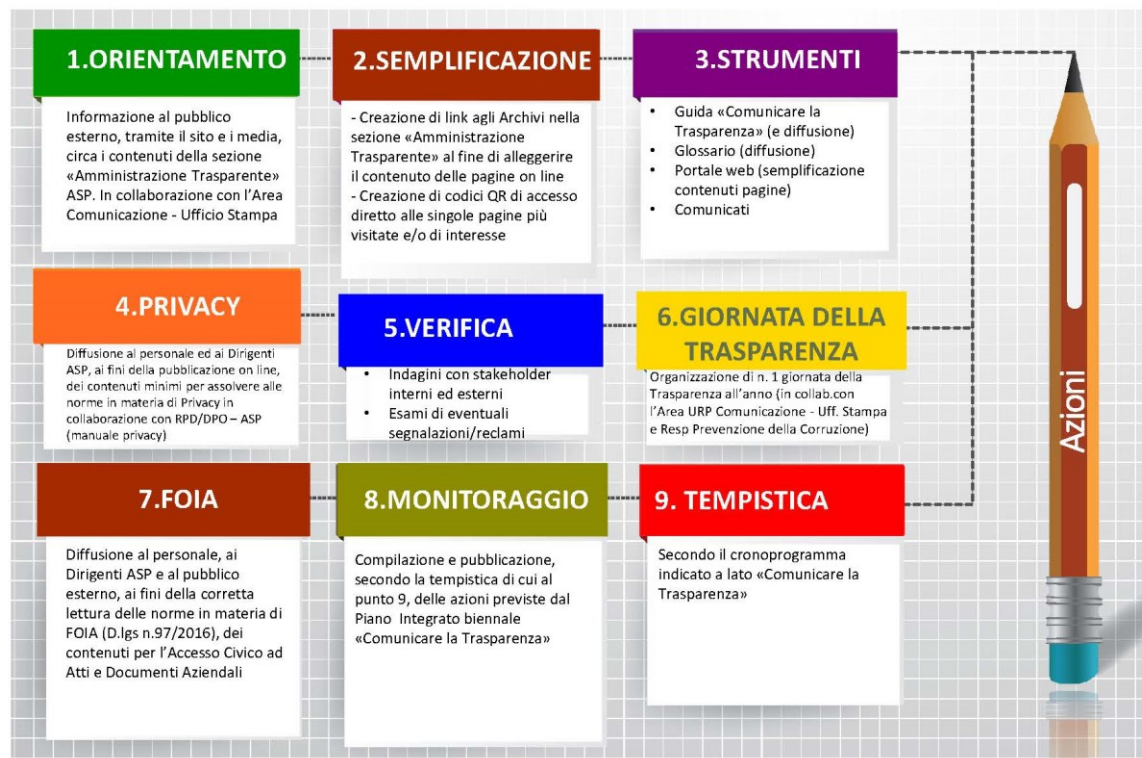 1.ORIENTAMENTO
Informazione al pubblico
esterno, tramite il sito e i media,
circa i contenuti della sezione
«Amministrazione Trasparente»
ASP. In collaborazione con l’Area
Comunicazione - Ufficio Stampa
2.SEMPLIFICAZIONE
- Creazione di link agli Archivi nella
sezione «Amministrazione
Trasparente» al fine di alleggerire
il contenuto delle pagine on line
- Creazione di codici QR di accesso
diretto alle singole pagine più
visitate e/o di interesse
3.STRUMENTI
• Guida «Comunicare la
Trasparenza» (e diffusione)
• Glossario (diffusione)
• Portale web (semplificazione
contenuti pagine)
• Comunicati
4.PRIVACY
Diffusione al personale ed ai Dirigenti
ASP, ai fini della pubblicazione on line,
dei contenuti minimi per assolvere alle
norme in materia di Privacy in
collaborazione con RPD/DPO – ASP
(manuale privacy)
5.VERIFICA
• Indagini con stakeholder
interni ed esterni
• Esami di eventuali
segnalazioni/reclami
6.GIORNATA DELLA
TRASPARENZA
Organizzazione di n. 1 giornata della
Trasparenza all’anno (in collab.con
l’Area URP Comunicazione - Uff. Stampa
e Resp Prevenzione della Corruzione)
7.FOIA
Diffusione al personale, ai
Dirigenti ASP e al pubblico
esterno, ai fini della corretta
lettura delle norme in materia di
FOIA (D.lgs n.97/2016), dei
contenuti per l’Accesso Civico ad
Atti e Documenti Aziendali
8.MONITORAGGIO
Compilazione e pubblicazione,
secondo la tempistica di cui al
punto 9, delle azioni previste dal
Piano Integrato biennale
«Comunicare la Trasparenza»
9. TEMPISTICA
Secondo il cronoprogramma
indicato a lato «Comunicare la
Trasparenza»
Azioni